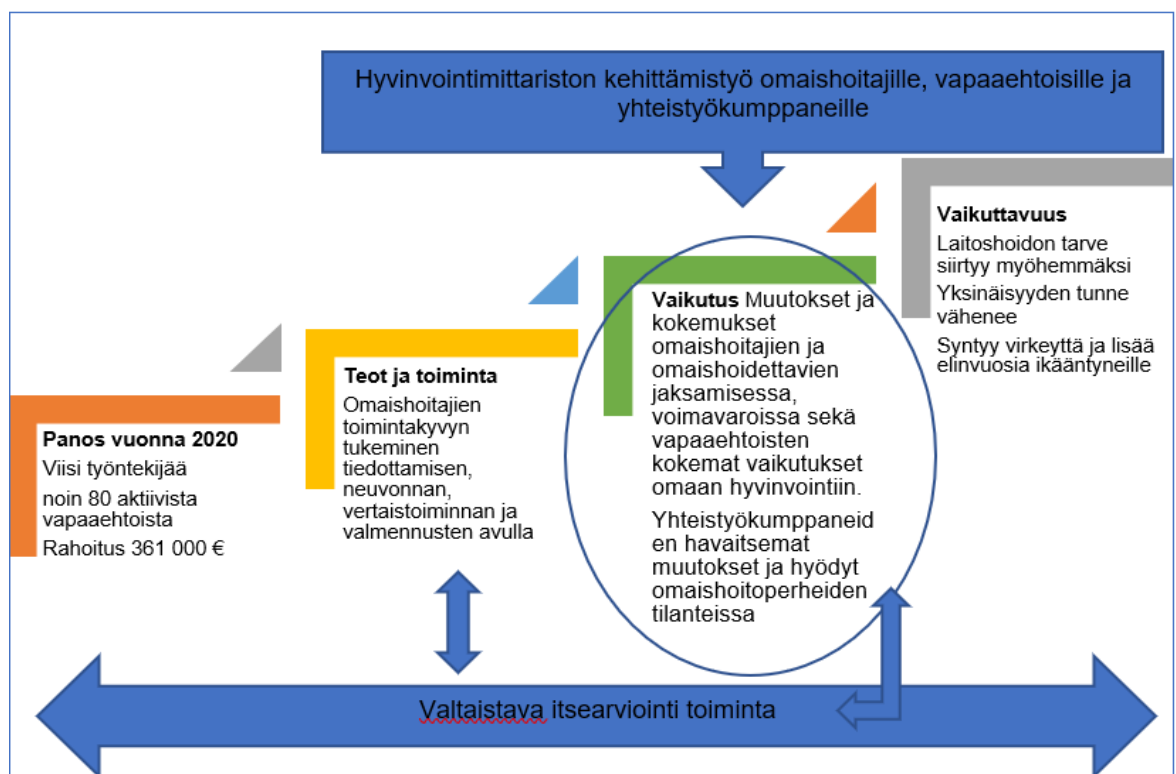 Hyvinvointimittariston kehittämistyö omaishoitajille, vapaaehtoisille ja
yhteistyökumppaneille
Panos vuonna 2020
Viisi työntekijää
noin 80 aktiivista
vapaaehtoista
Rahoitus 361 000 €
Teot ja toiminta
Omaishoitajien
toimintakyvyn
tukeminen
tiedottamisen,
neuvonnan,
vertaistoiminnan ja
valmennusten avulla
Vaikutus Muutokset ja
kokemukset
omaishoitajien ja
omaishoidettavien
jaksamisessa,
voimavaroissa sekä
vapaaehtoisten
kokemat vaikutukset
omaan hyvinvointiin.
Yhteistyökumppaneid
en havaitsemat
muutokset ja hyödyt
omaishoitoperheiden
tilanteissa
Vaikuttavuus
Laitoshoidon tarve
siirtyy myöhemmäksi
Yksinäisyyden tunne
vähenee
Syntyy virkeyttä ja lisää
elinvuosia ikääntyneille
Valtaistava itsearviointi toiminta